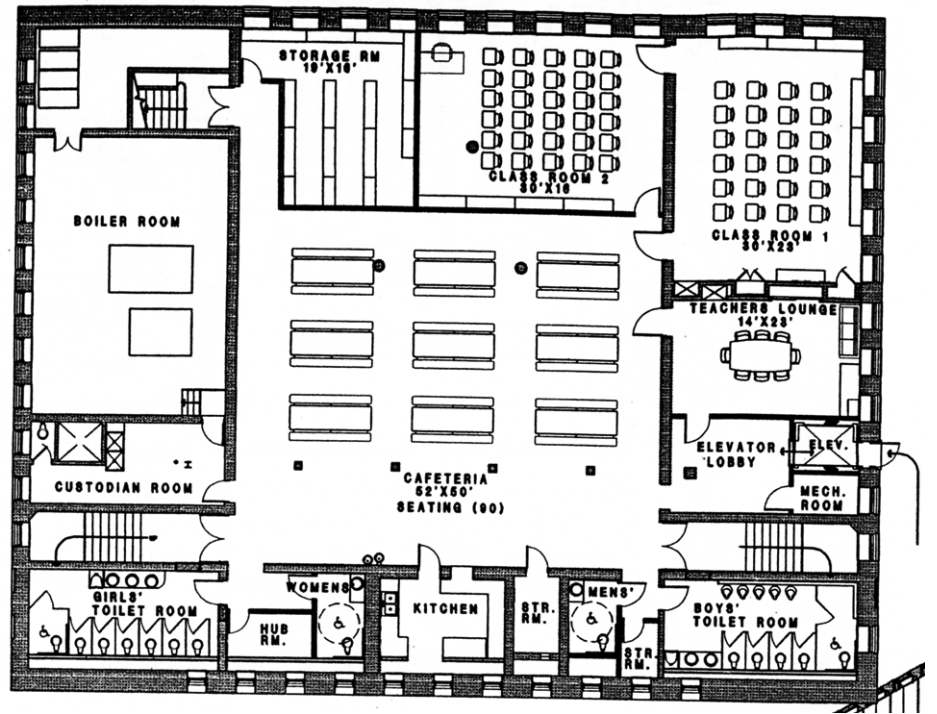 STORAGE RM
19'X16'
CLASS ROOM 2
30'X16
CLASS ROOM 1
30'X23'
BOILER ROOM
TEACHERS LOUNGE
14'X23'
ELEVATOR
LOBBY
ELEV.
MECH.
ROOM
CUSTODIAN ROOM
CAFETERIA
52'X50'
SEATING (90)
GIRLS'
TOILET ROOM
HUB
RM.
WOMENS
KITCHEN
STR.
RM.
MENS'
STR.
RM.
BOYS'
TOILET ROOM